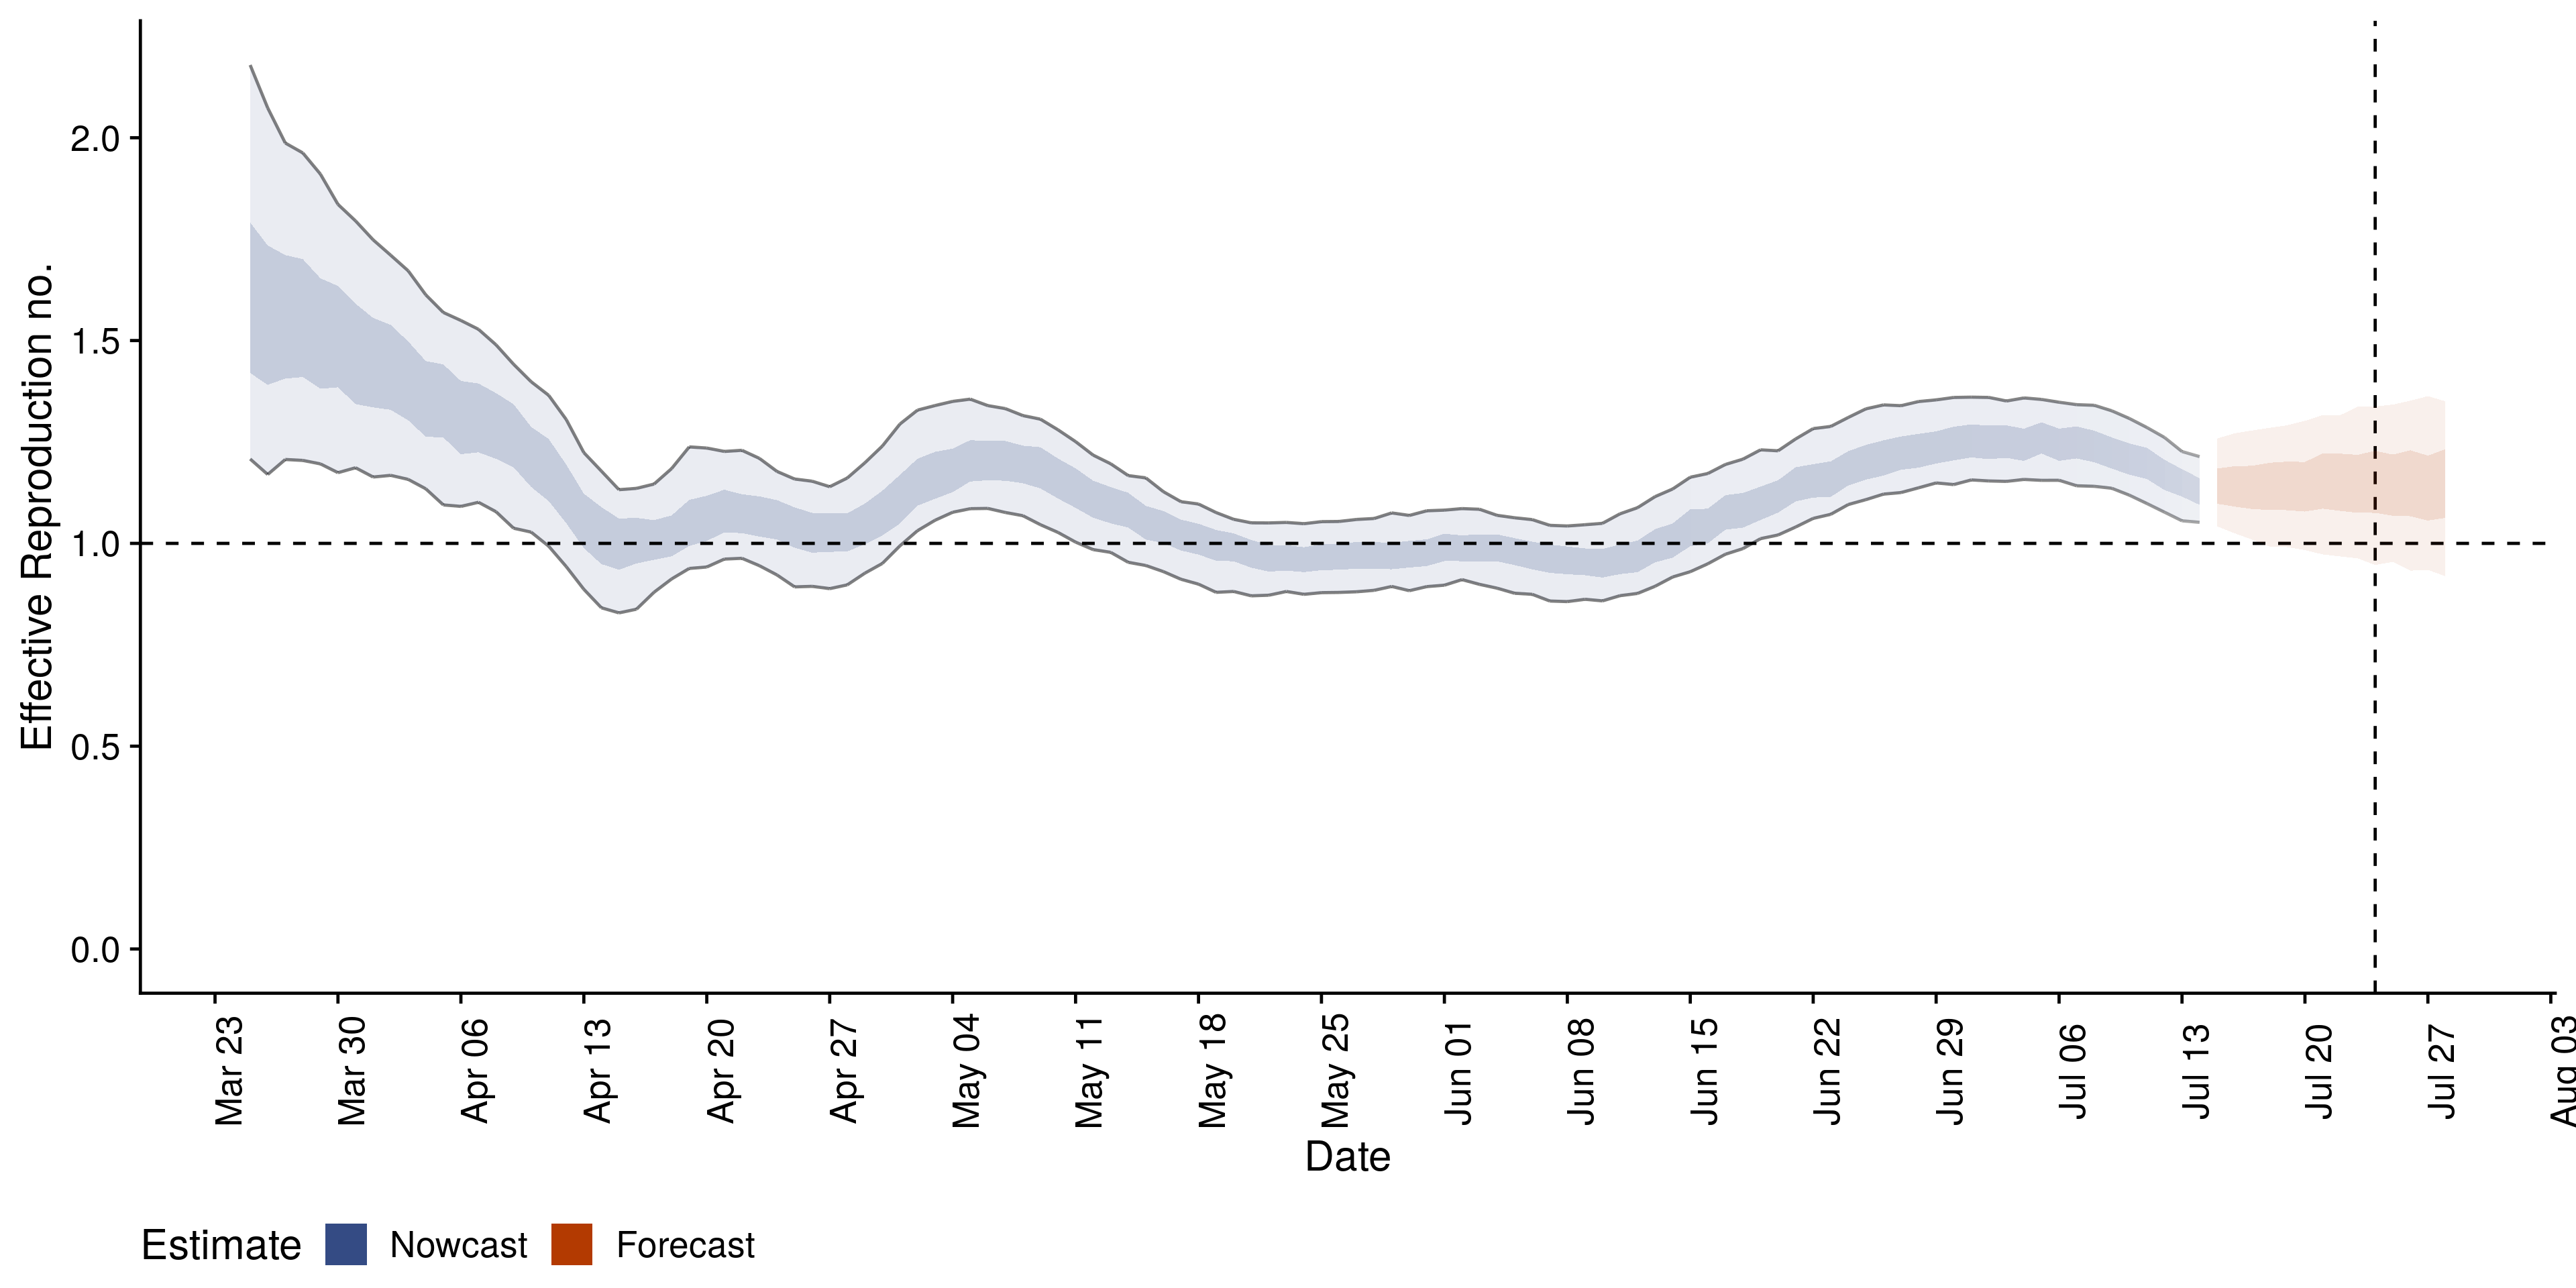 Effective Reproduction no.
2.0
1.5
1.0
0.5
0.0
Mar 23
Mar 30
Apr 06
Apr 13
Apr 20
Apr 27
May 04
May 11
May 18
May 25
Jun 01
Jun 08
Jun 15
Jun 22
Jun 29
Jul 06
Jul 13
Jul 20
Jul 27
Aug 03
Date
Estimate Nowcast Forecast